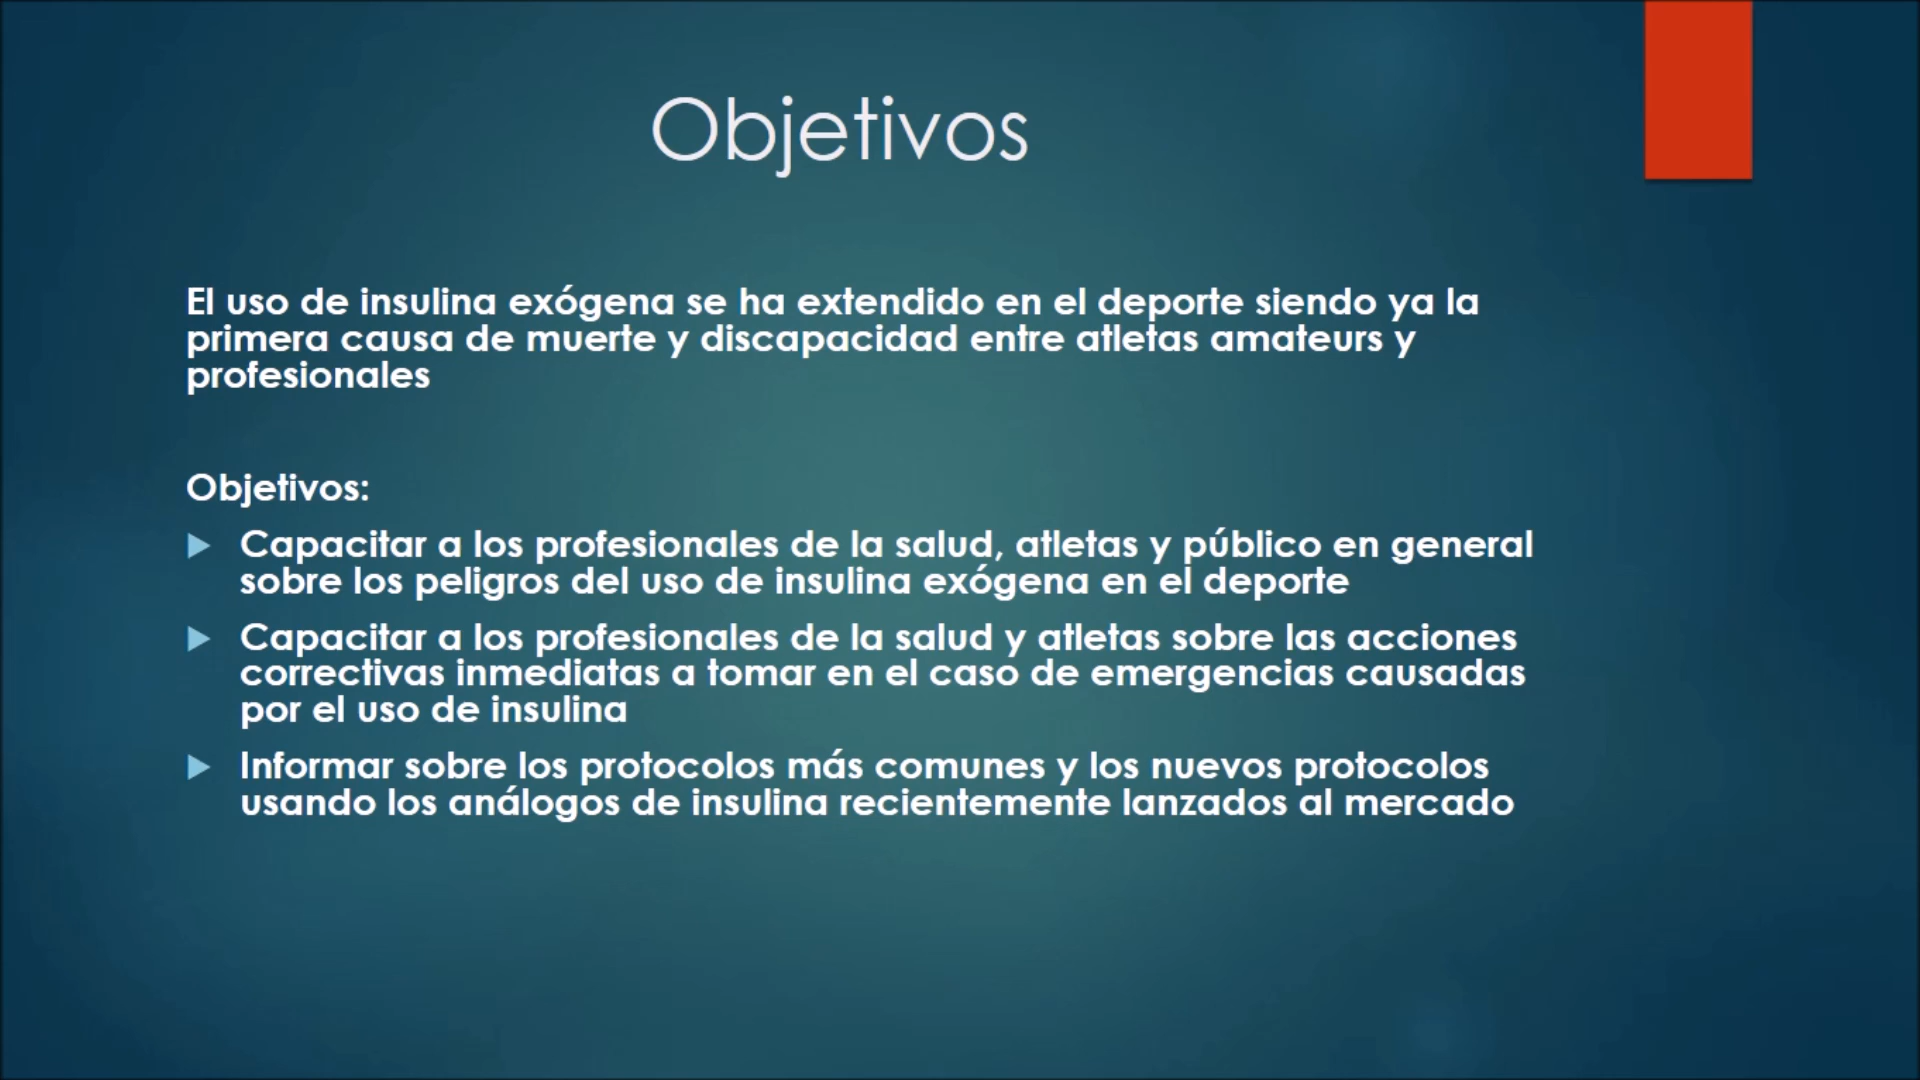 Objetivos
El uso de insulina exógena se ha extendido en el deporte siendo ya la
primera causa de muerte y discapacidad entre atletas amateurs y
profesionales
Objetivos:
Capacitar a los profesionales de la salud, atletas y público en general
sobre los peligros del uso de insulina exógena en el deporte
Capacitar a los profesionales de la salud y atletas sobre las acciones
correctivas inmediatas a tomar en el caso de emergencias causadas
por el uso de insulina
Informar sobre los protocolos más comunes y los nuevos protocolos
usando los análogos de insulina recientemente lanzados al mercado